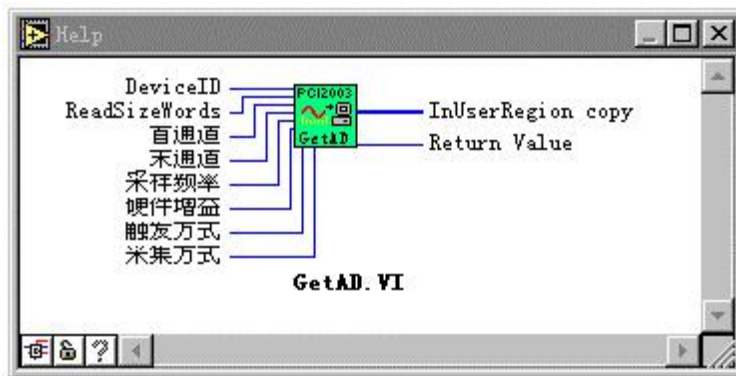 Help
DeviceID
ReadSizeWords
首通道
末通道
采样频率
硬件增益
触发方式
采集方式
PCI2003
GetAD
InUserRegion copy
Return Value
GetAD.VI
?